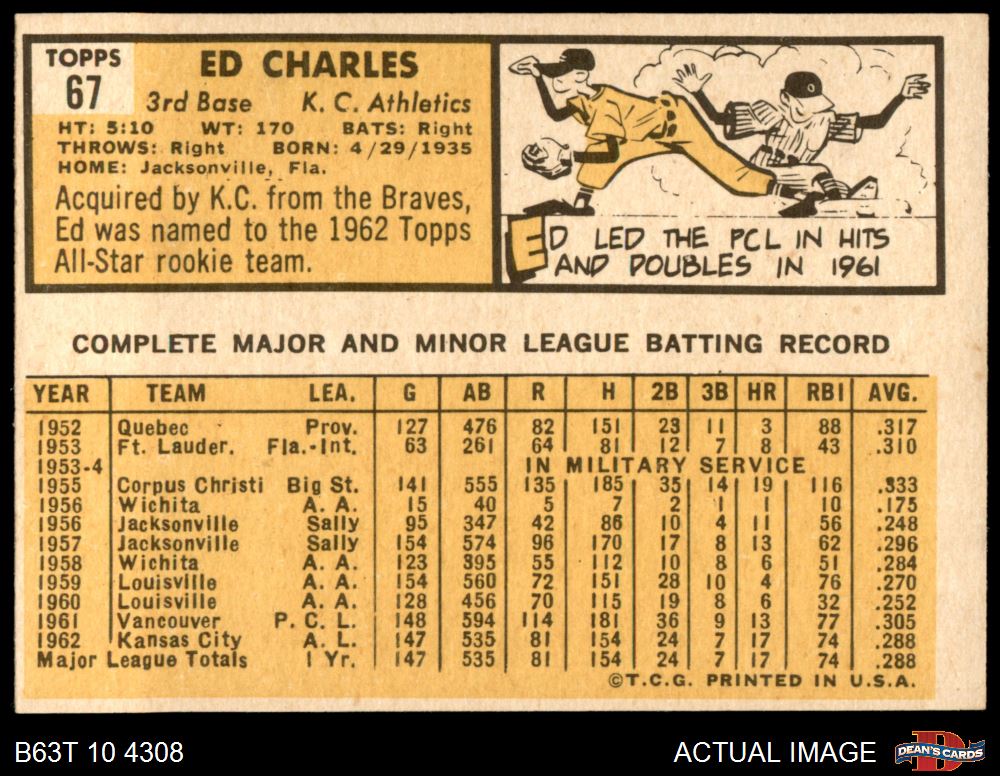 TOPPS
67
ED CHARLES
3rd Base K. C. Athletics
HT: 5:10 WT: 170 BATS: Right
THROWS: Right BORN: 4/29/1935
HOME: Jacksonville, Fla.
Acquired by K.C. from the Braves,
Ed was named to the 1962 Topps
All-Star rookie team.
ED LED THE PCL IN HITS
AND DOUBLES IN 1961
COMPLETE MAJOR AND MINOR LEAGUE BATTING RECORD
YEAR TEAM LEA. G AB R H 2B 3B HR RBI AVG.
1952 Quebec Prov. 127 476 82 151 23 11 3 88 .317
1953 Ft. Lauder. Fla.-Int. 63 261 64 81 12 7 8 43 .310
1953-4 IN MILITARY SERVICE
1955 Corpus Christi Big St. 141 555 135 185 35 14 19 116 .333
1956 Wichita A. A. 15 40 5 7 2 1 1 10 .175
1956 Jacksonville Sally 95 347 42 86 10 4 11 56 .248
1957 Jacksonville Sally 154 574 96 170 17 8 13 62 .296
1958 Wichita A. A. 123 395 55 112 10 8 6 51 .284
1959 Louisville A. A. 154 560 72 151 28 10 4 76 .270
1960 Louisville A. A. 128 456 70 115 19 8 6 32 .252
1961 Vancouver P. C. L. 148 594 114 181 36 9 13 77 .305
1962 Kansas City A. L. 147 535 81 154 24 7 17 74 .288
Major League Totals 1 Yr. 147 535 81 154 24 7 17 74 .288
©T.C.G. PRINTED IN U.S.A.
B63T 10 4308 ACTUAL IMAGE DEAN'S CARDS